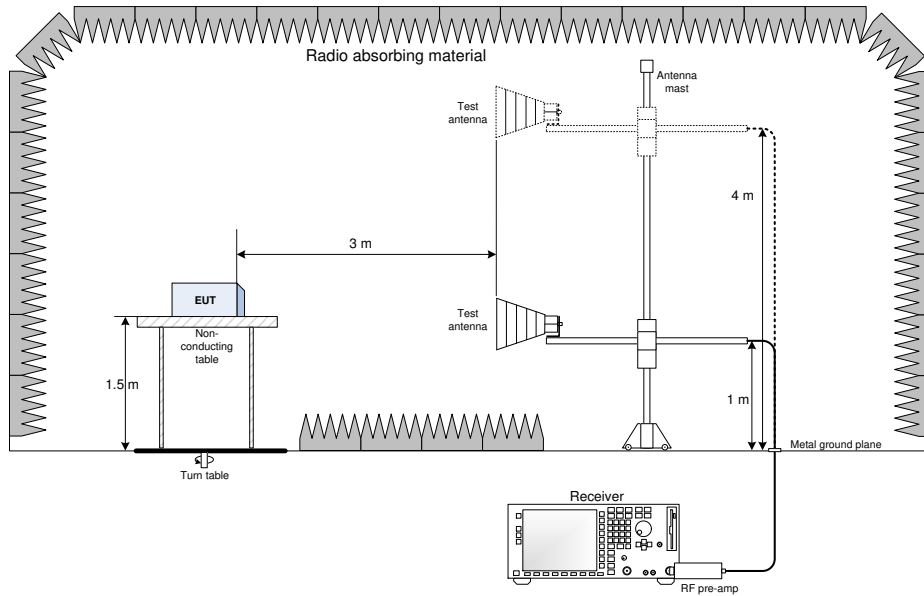 Radio absorbing material
Antenna
mast
Test
antenna
4 m
3 m
EUT
Test
antenna
Non-
conducting
table
1.5 m
1 m
Metal ground plane
Turn table
Receiver
RF pre-amp